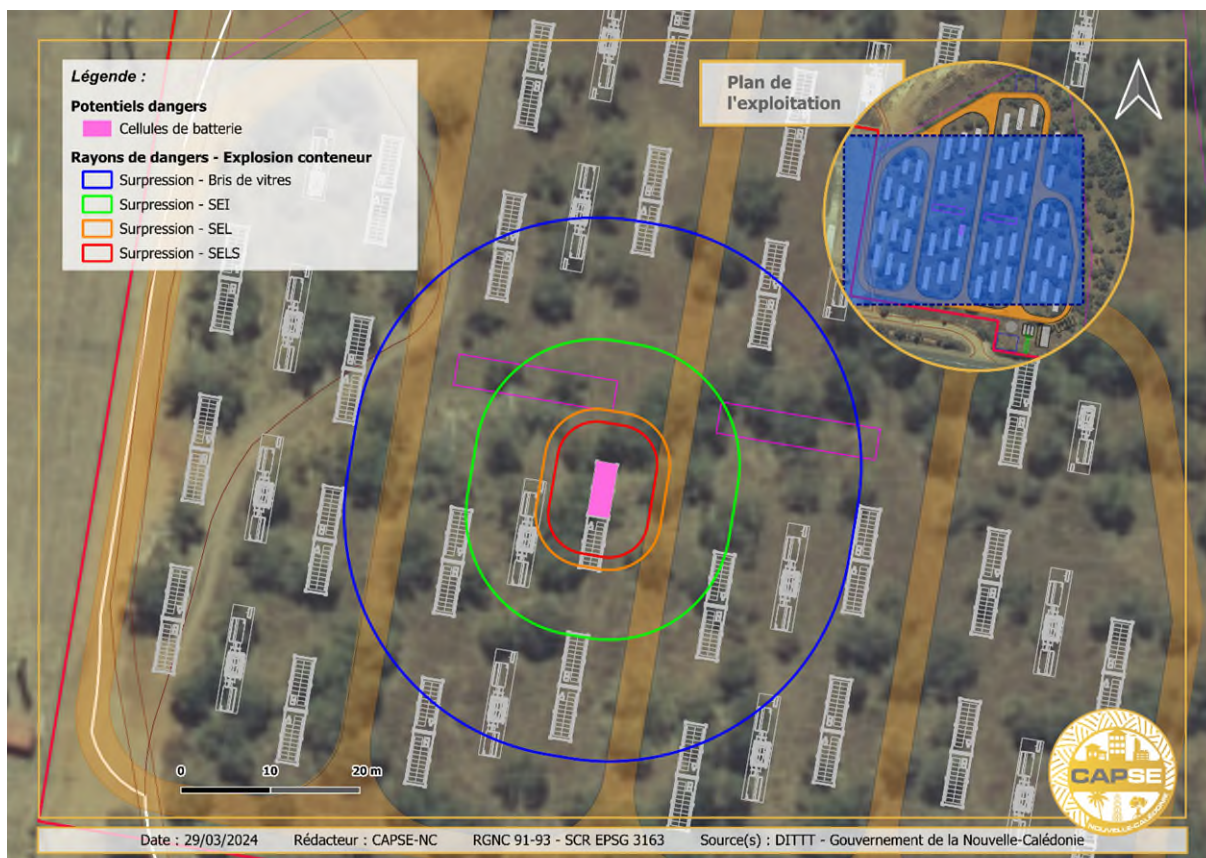 Légende :
Potentiels dangers
Cellules de batterie
Rayons de dangers - Explosion conteneur
Surpression - Bris de vitres
Surpression - SEI
Surpression - SEL
Surpression - SELS
Plan de
l'exploitation
0 10 20 m
CAPSE
NOUVELLE-CALÉDONIE
Date : 29/03/2024 Rédacteur : CAPSE-NC RGNC 91-93 - SCR EPSG 3163 Source(s) : DITTT - Gouvernement de la Nouvelle-Calédonie